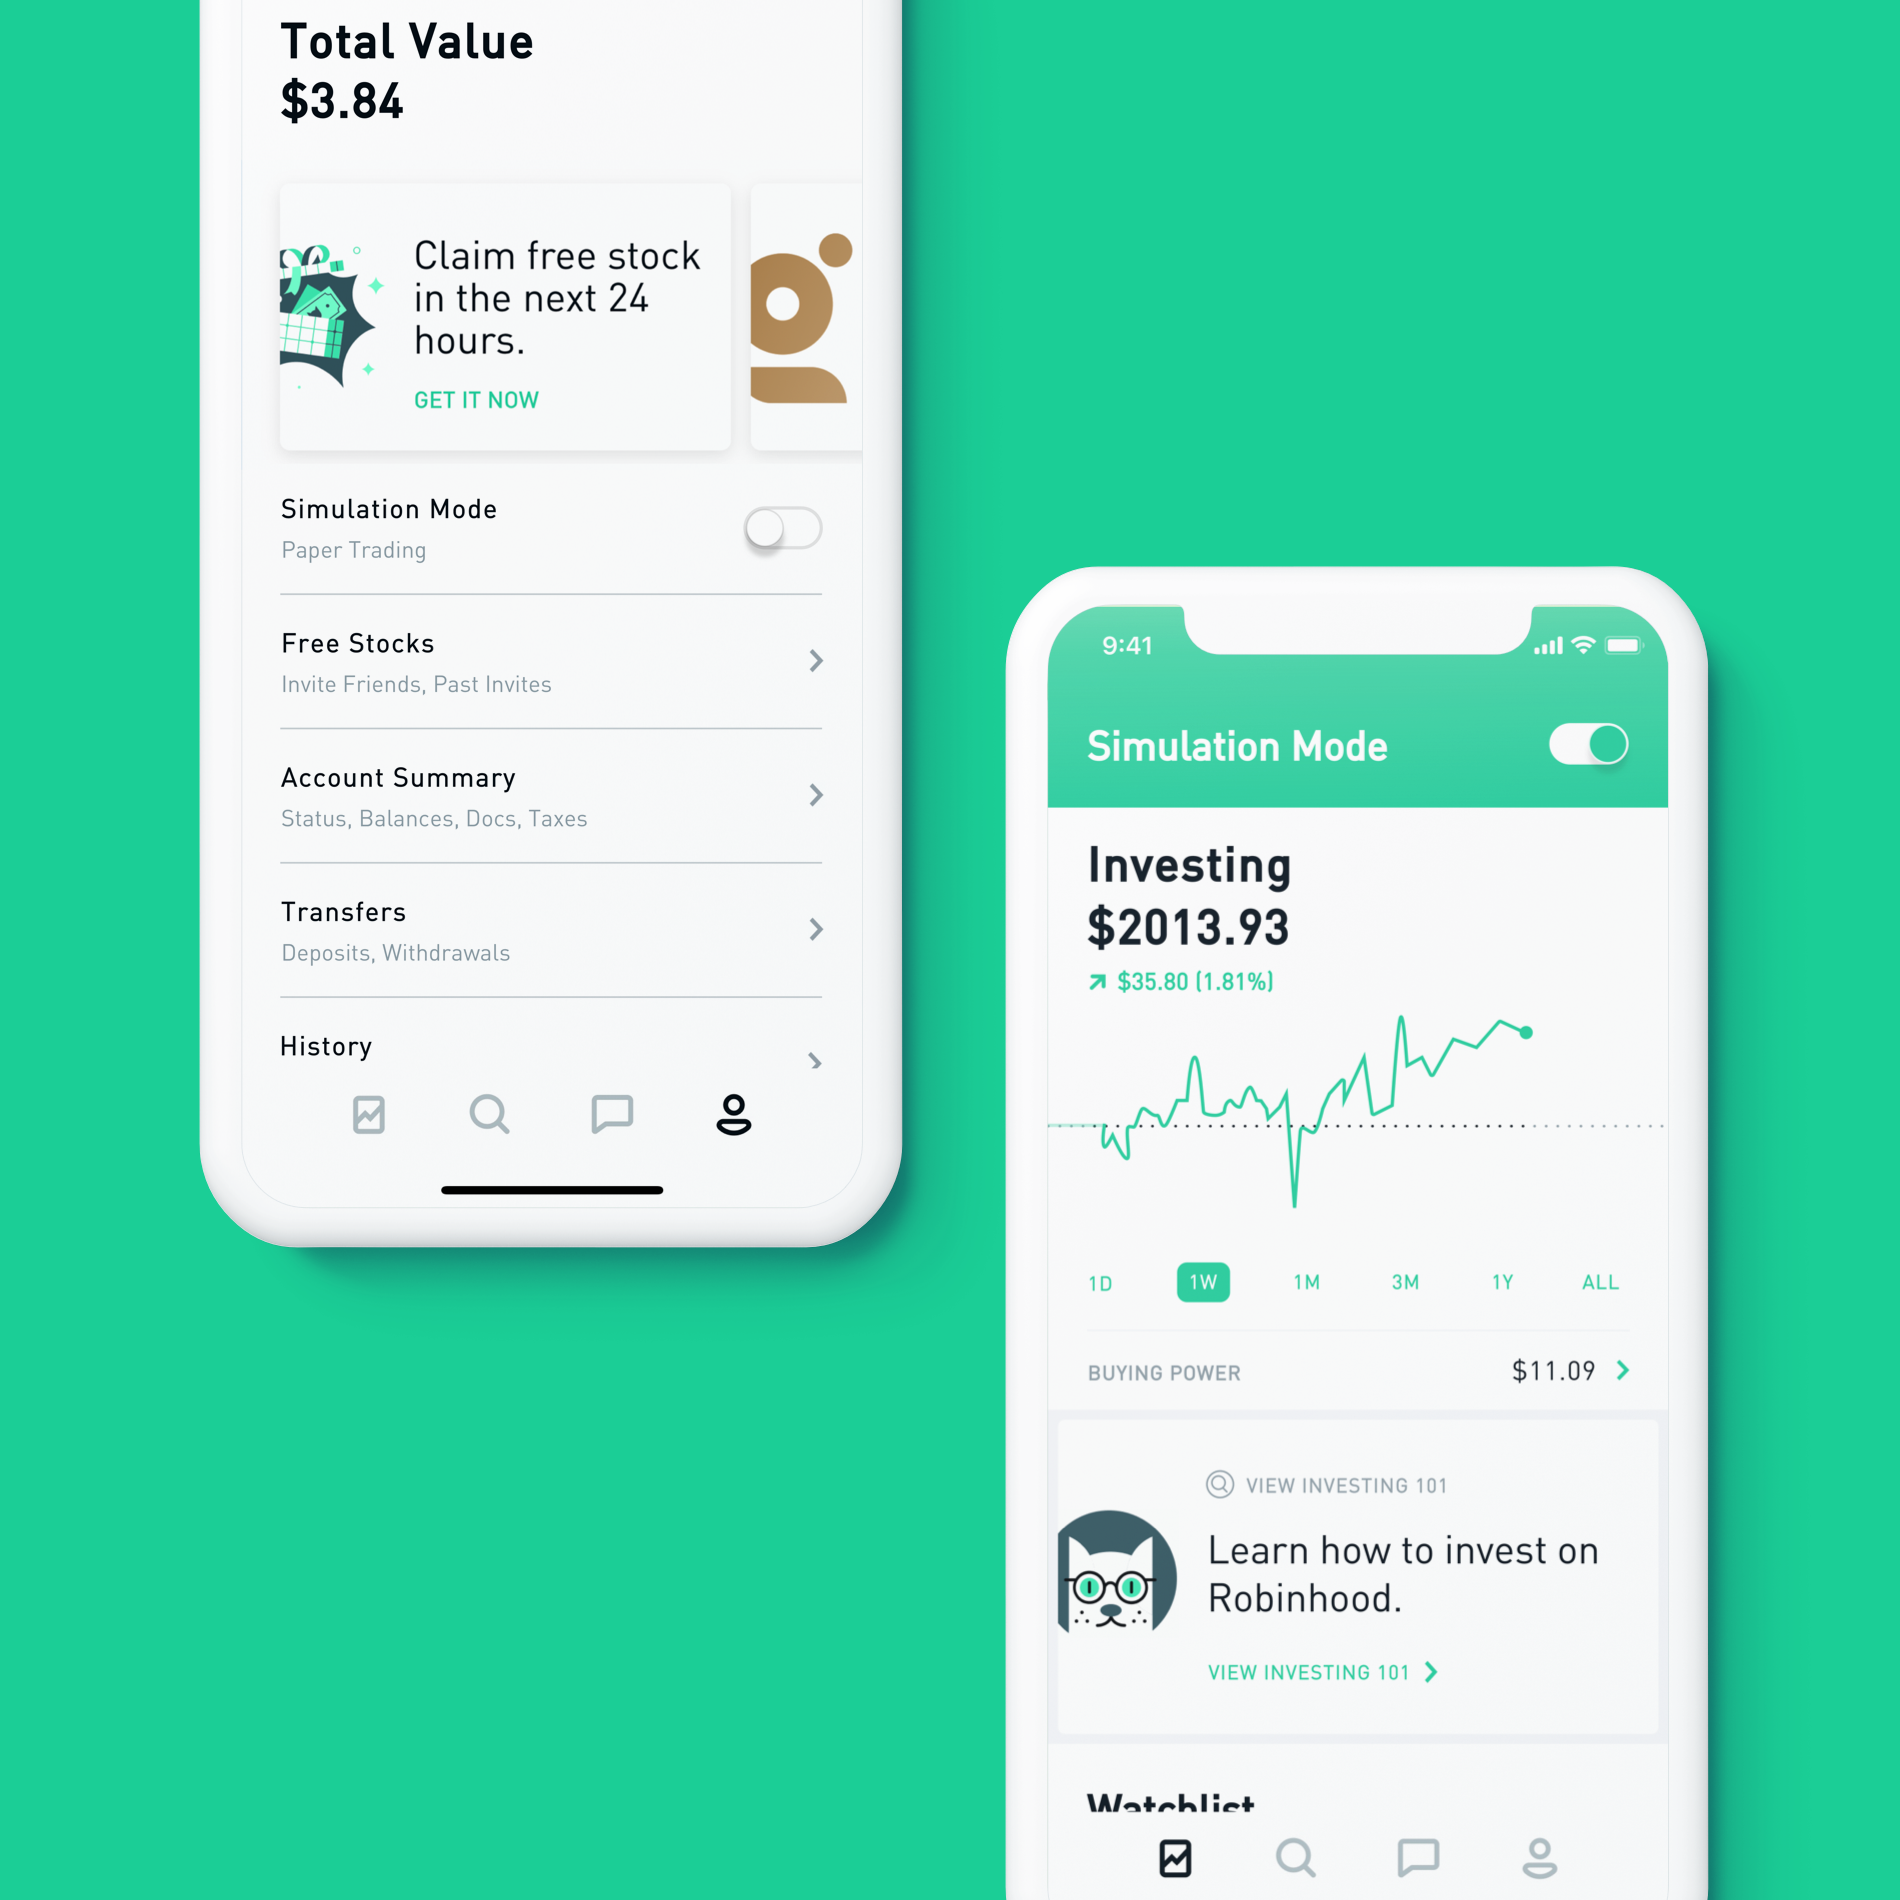 Total Value
$3.84
Claim free stock
in the next 24
hours.
GET IT NOW
Simulation Mode
Paper Trading
Free Stocks
Invite Friends, Past Invites
Account Summary
Status, Balances, Docs, Taxes
Transfers
Deposits, Withdrawals
History
9:41
Simulation Mode
Investing
$2013.93
$35.80 (1.81%)
1D 1W 1M 3M 1Y ALL
BUYING POWER $11.09
VIEW INVESTING 101
Learn how to invest on
Robinhood.
VIEW INVESTING 101
Watchlist